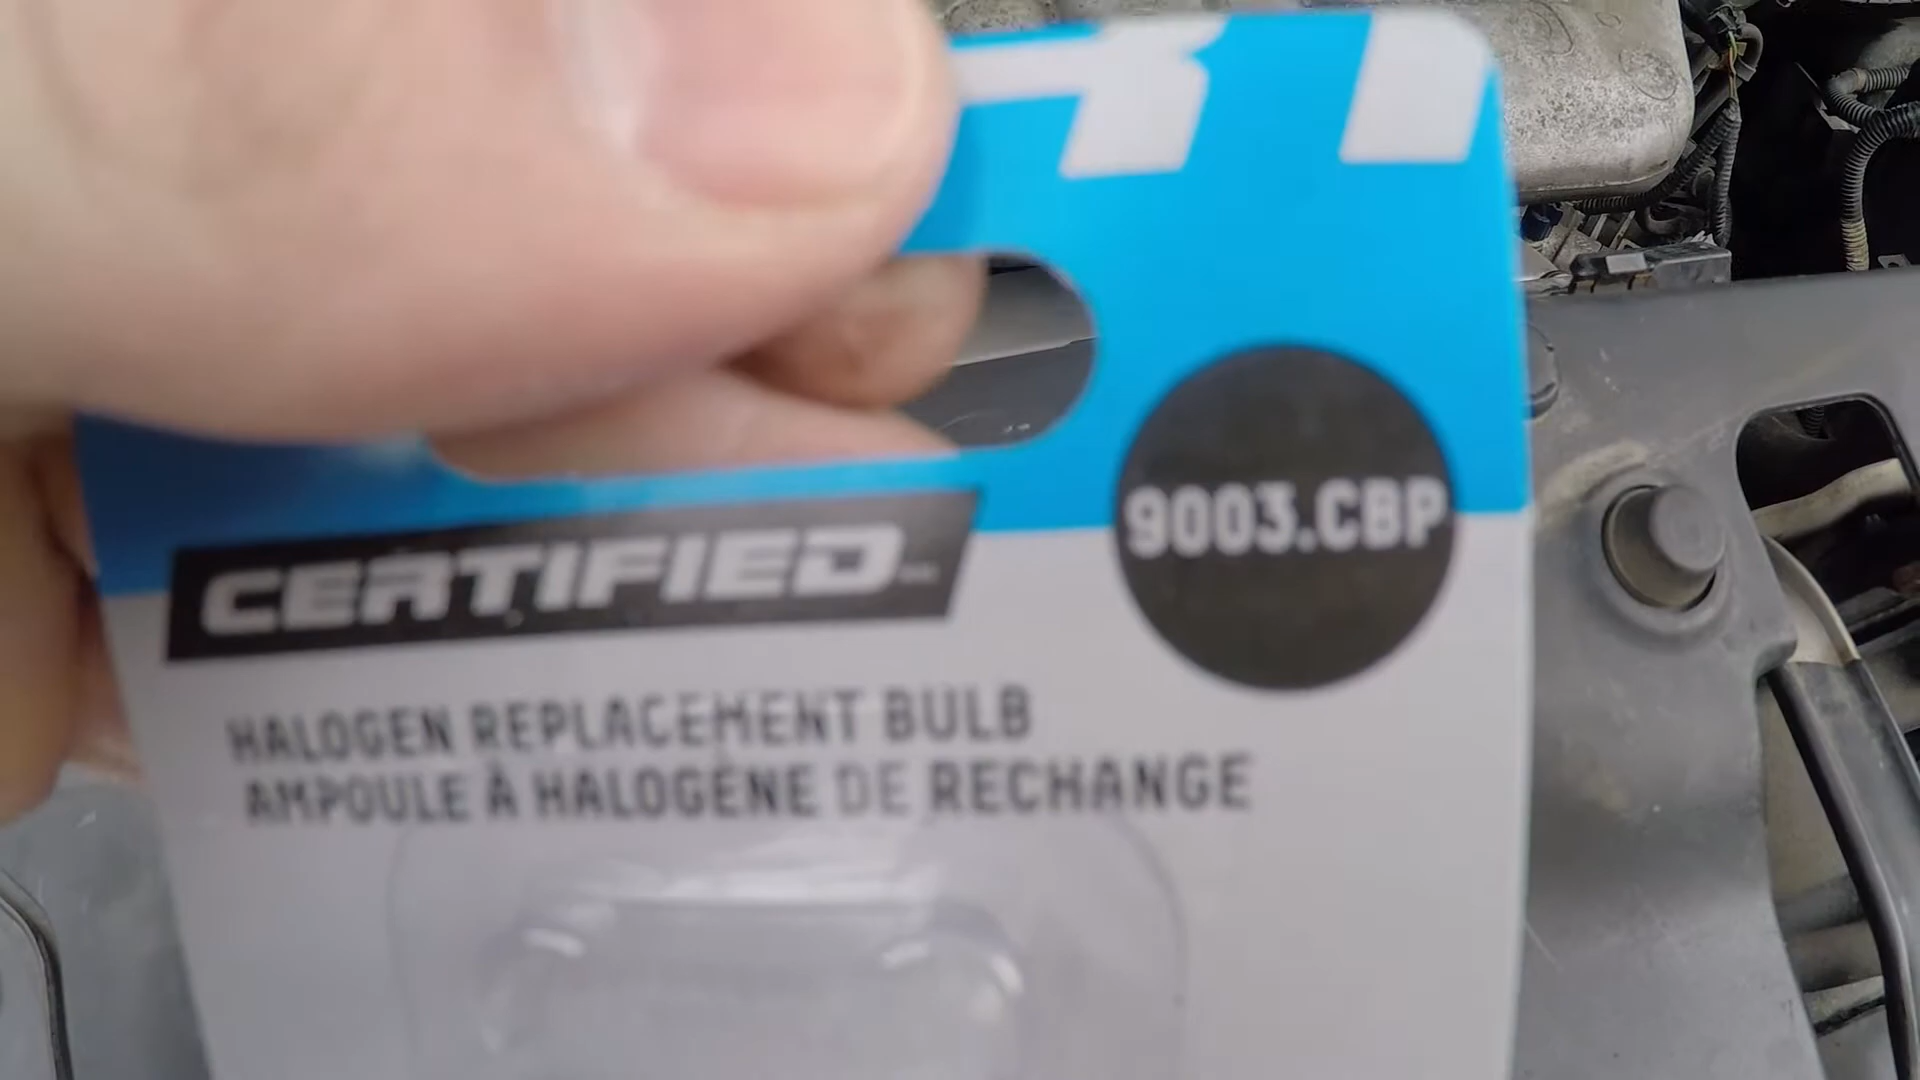 CERTIFIED
9003.CBP
HALOGEN REPLACEMENT BULB
AMPOULE À HALOGÈNE DE RECHANGE